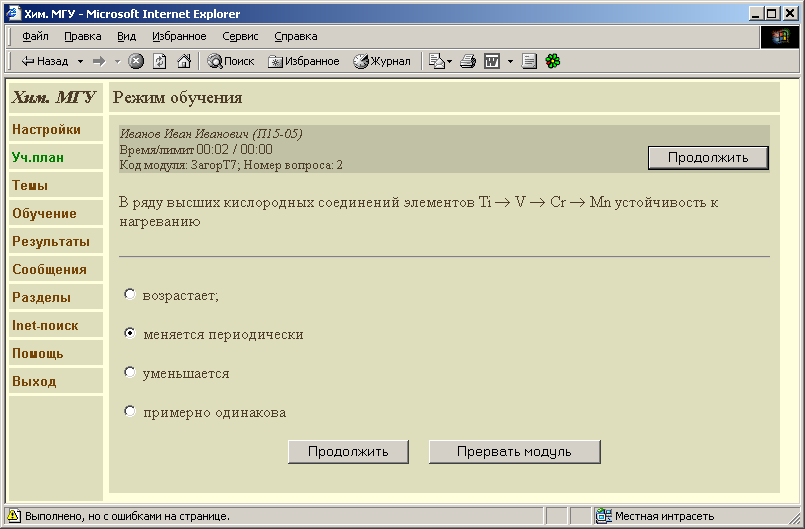 Хим. МГУ - Microsoft Internet Explorer
Файл Правка Вид Избранное Сервис Справка
Назад Поиск Избранное Журнал
Хим. МГУ
Режим обучения
Настройки
Уч.план
Темы
Обучение
Результаты
Сообщения
Разделы
Inet-поиск
Помощь
Выход
Иванов Иван Иванович (П15-05)
Время/лимит 00:02 / 00:00
Код модуля: ЗагорТ7; Номер вопроса: 2
Продолжить
В ряду высших кислородных соединений элементов Ti → V → Cr → Mn устойчивость к
нагреванию
возрастает;
меняется периодически
уменьшается
примерно одинакова
Продолжить Прервать модуль
Выполнено, но с ошибками на странице. Местная интрасеть